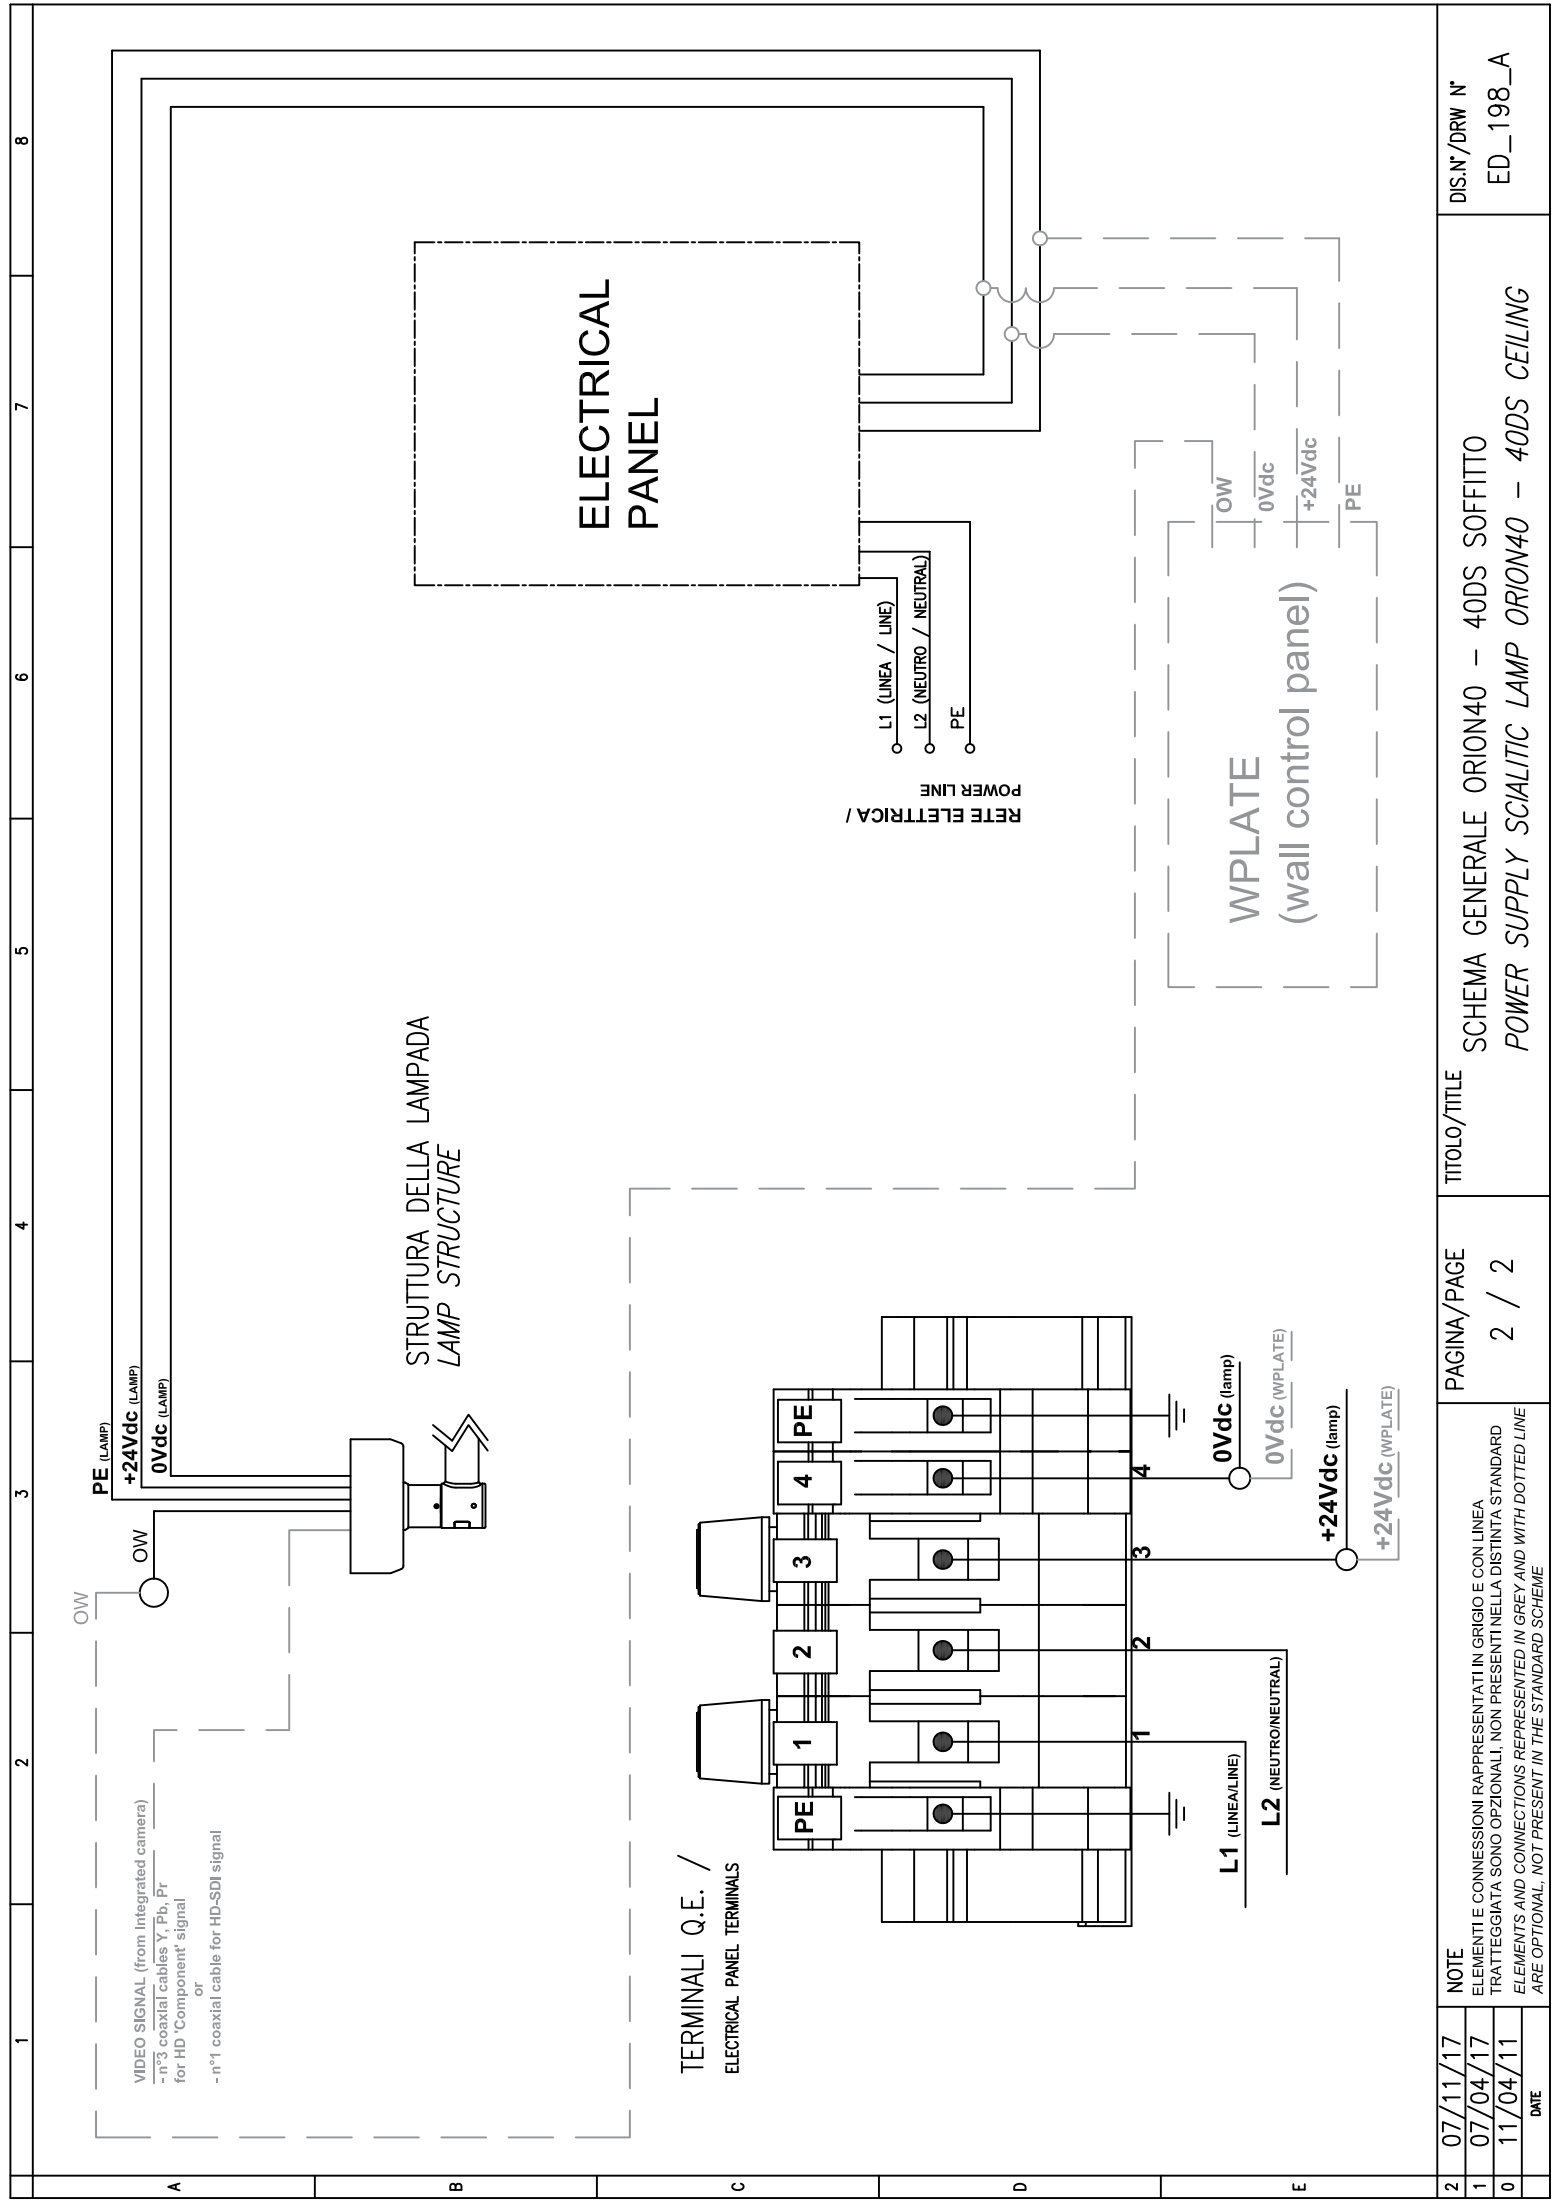 1
2
3
4
5
6
7
8
A
B
C
D
E
OW
OW
PE (LAMP)
+24Vdc (LAMP)
0Vdc (LAMP)
VIDEO SIGNAL (from Integrated camera)
- n°3 coaxial cables Y, Pb, Pr
for HD 'Component' signal
or
- n°1 coaxial cable for HD-SDI signal
STRUTTURA DELLA LAMPADA
LAMP STRUCTURE
ELECTRICAL
PANEL
L1 (LINEA / LINE)
L2 (NEUTRO / NEUTRAL)
PE
RETE ELETTRICA /
POWER LINE
WPLATE
(wall control panel)
OW
0Vdc
+24Vdc
PE
TERMINALI Q.E. /
ELECTRICAL PANEL TERMINALS
PE
1
2
3
4
PE
1
2
3
4
L1 (LINEA/LINE)
L2 (NEUTRO/NEUTRAL)
0Vdc (lamp)
0Vdc (WPLATE)
+24Vdc (lamp)
+24Vdc (WPLATE)
2 07/11/17
1 07/04/17
0 11/04/11
DATE
NOTE
ELEMENTI E CONNESSIONI RAPPRESENTATI IN GRIGIO E CON LINEA
TRATTEGGIATA SONO OPZIONALI, NON PRESENTI NELLA DISTINTA STANDARD
ELEMENTS AND CONNECTIONS REPRESENTED IN GREY AND WITH DOTTED LINE
ARE OPTIONAL, NOT PRESENT IN THE STANDARD SCHEME
PAGINA/PAGE
2 / 2
TITOLO/TITLE
SCHEMA GENERALE ORION40 - 40DS SOFFITTO
POWER SUPPLY SCIALITIC LAMP ORION40 - 40DS CEILING
DIS.N°/DRW N°
ED_198_A